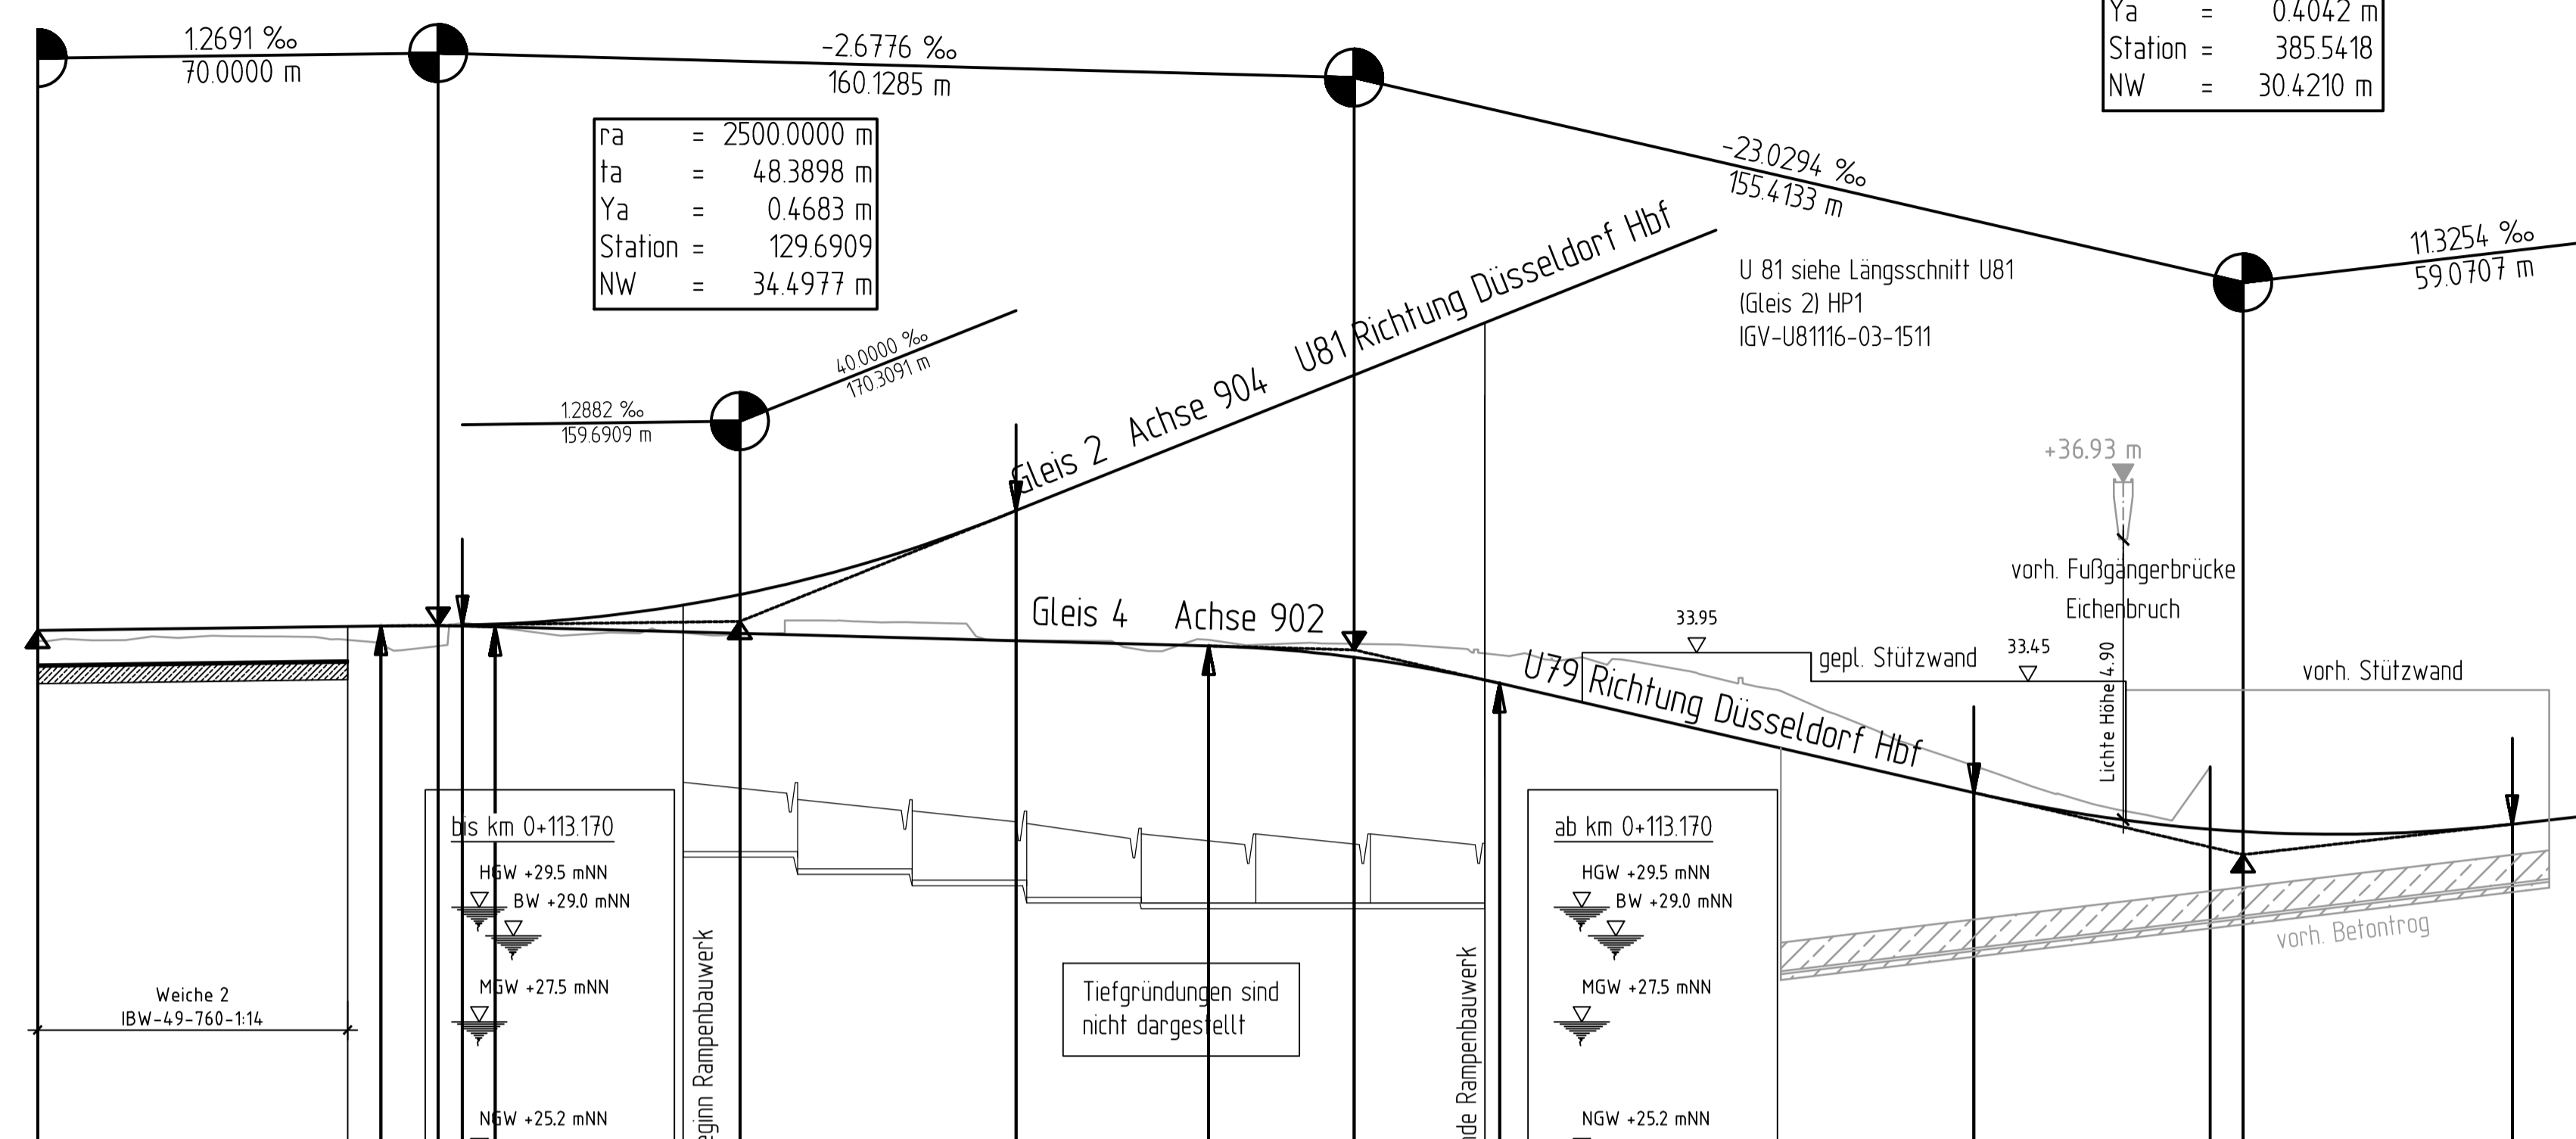 1.2691 ‰
70.0000 m
-2.6776 ‰
160.1285 m
Ya = 0.4042 m
Station = 385.5418
NW = 30.4210 m
ra = 2500.0000 m
ta = 48.3898 m
Ya = 0.4683 m
Station = 129.6909
NW = 34.4977 m
-23.0294 ‰
155.4133 m
11.3254 ‰
59.0707 m
U 81 siehe Längsschnitt U81
(Gleis 2) HP1
IGV-U81116-03-1511
40.0000 ‰
170.3091 m
1.2882 ‰
159.6909 m
Gleis 2 Achse 904 U81 Richtung Düsseldorf Hbf
+36.93 m
vorh. Fußgängerbrücke
Eichenbruch
Lichte Höhe 4.90
Gleis 4 Achse 902
U79 Richtung Düsseldorf Hbf
33.95
gepl. Stützwand
33.45
vorh. Stützwand
bis km 0+113.170
HGW +29.5 mNN
BW +29.0 mNN
MGW +27.5 mNN
NGW +25.2 mNN
eginn Rampenbauwerk
Tiefgründungen sind
nicht dargestellt
nde Rampenbauwerk
ab km 0+113.170
HGW +29.5 mNN
BW +29.0 mNN
MGW +27.5 mNN
NGW +25.2 mNN
vorh. Betontrog
Weiche 2
IBW-49-760-1:14